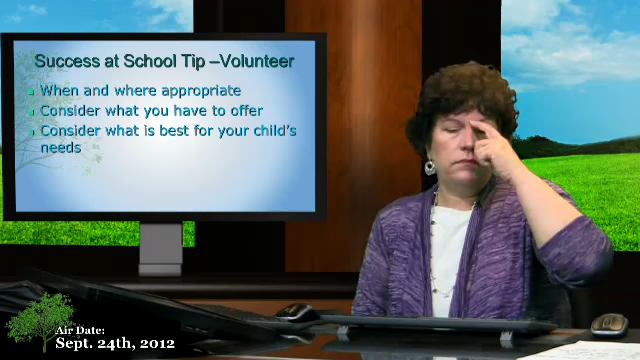 Success at School Tip –Volunteer
When and where appropriate
Consider what you have to offer
Consider what is best for your child's
needs
Air Date:
Sept. 24th, 2012